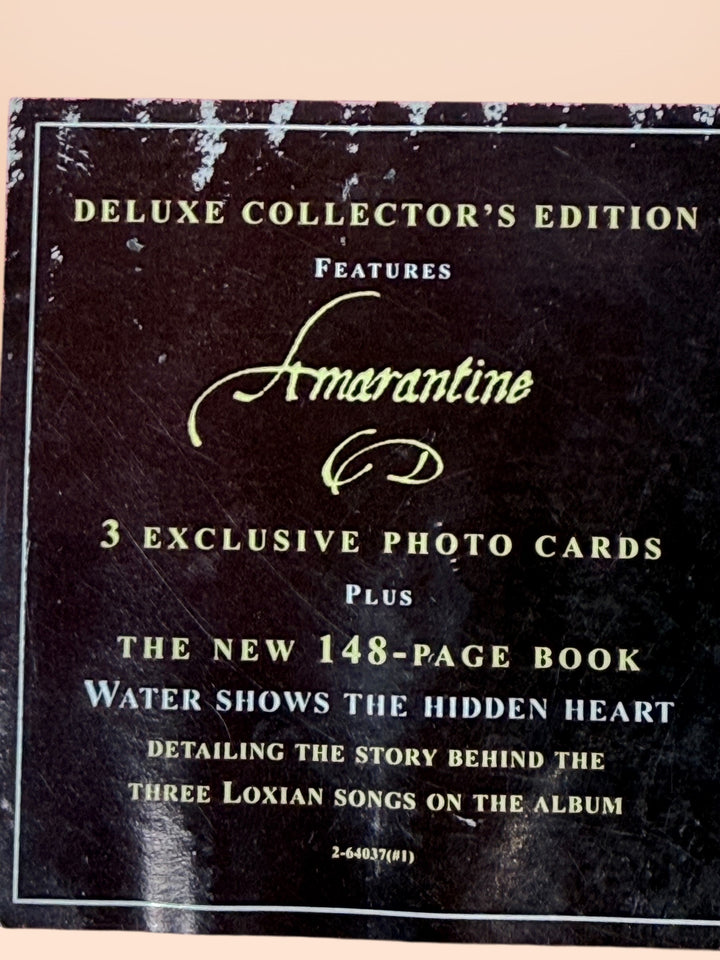 DELUXE COLLECTOR'S EDITION
FEATURES
Amarantine
CD
3 EXCLUSIVE PHOTO CARDS
PLUS
THE NEW 148-PAGE BOOK
WATER SHOWS THE HIDDEN HEART
DETAILING THE STORY BEHIND THE
THREE LOXIAN SONGS ON THE ALBUM
2-64037(#1)